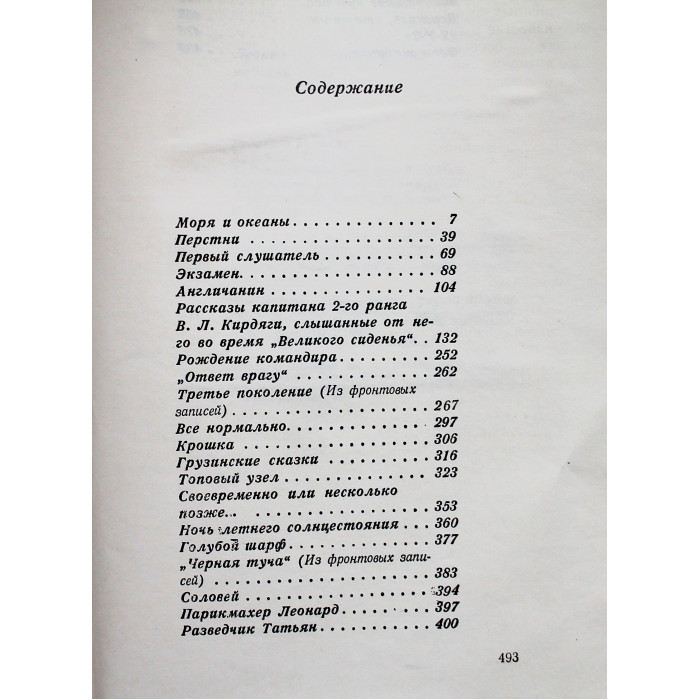 Содержание
Моря и океаны . . . . . . . . . . . . . . 7
Перстни . . . . . . . . . . . . . . . . . 39
Первый слушатель . . . . . . . . . . . . 69
Экзамен. . . . . . . . . . . . . . . . . . 88
Англичанин . . . . . . . . . . . . . . . 104
Рассказы капитана 2-го ранга
В. Л. Кирдяги, слышанные от не-
го во время „Великого сиденья“. . 132
Рождение командира . . . . . . . . . . 252
„Ответ врагу“ . . . . . . . . . . . . . 262
Третье поколение (Из фронтовых
записей) . . . . . . . . . . . . . . . . . 267
Все нормально. . . . . . . . . . . . . . 297
Крошка . . . . . . . . . . . . . . . . . 306
Грузинские сказки . . . . . . . . . . . 316
Топовый узел . . . . . . . . . . . . . . 323
Своевременно или несколько
позже... . . . . . . . . . . . . . . . . 353
Ночь летнего солнцестояния . . . . 360
Голубой шарф. . . . . . . . . . . . . . 377
„Черная туча“ (Из фронтовых запи-
сей) . . . . . . . . . . . . . . . . . . . 383
Соловей . . . . . . . . . . . . . . . . . 394
Парикмахер Леонард . . . . . . . . . . 397
Разведчик Татьян . . . . . . . . . . . . 400
493